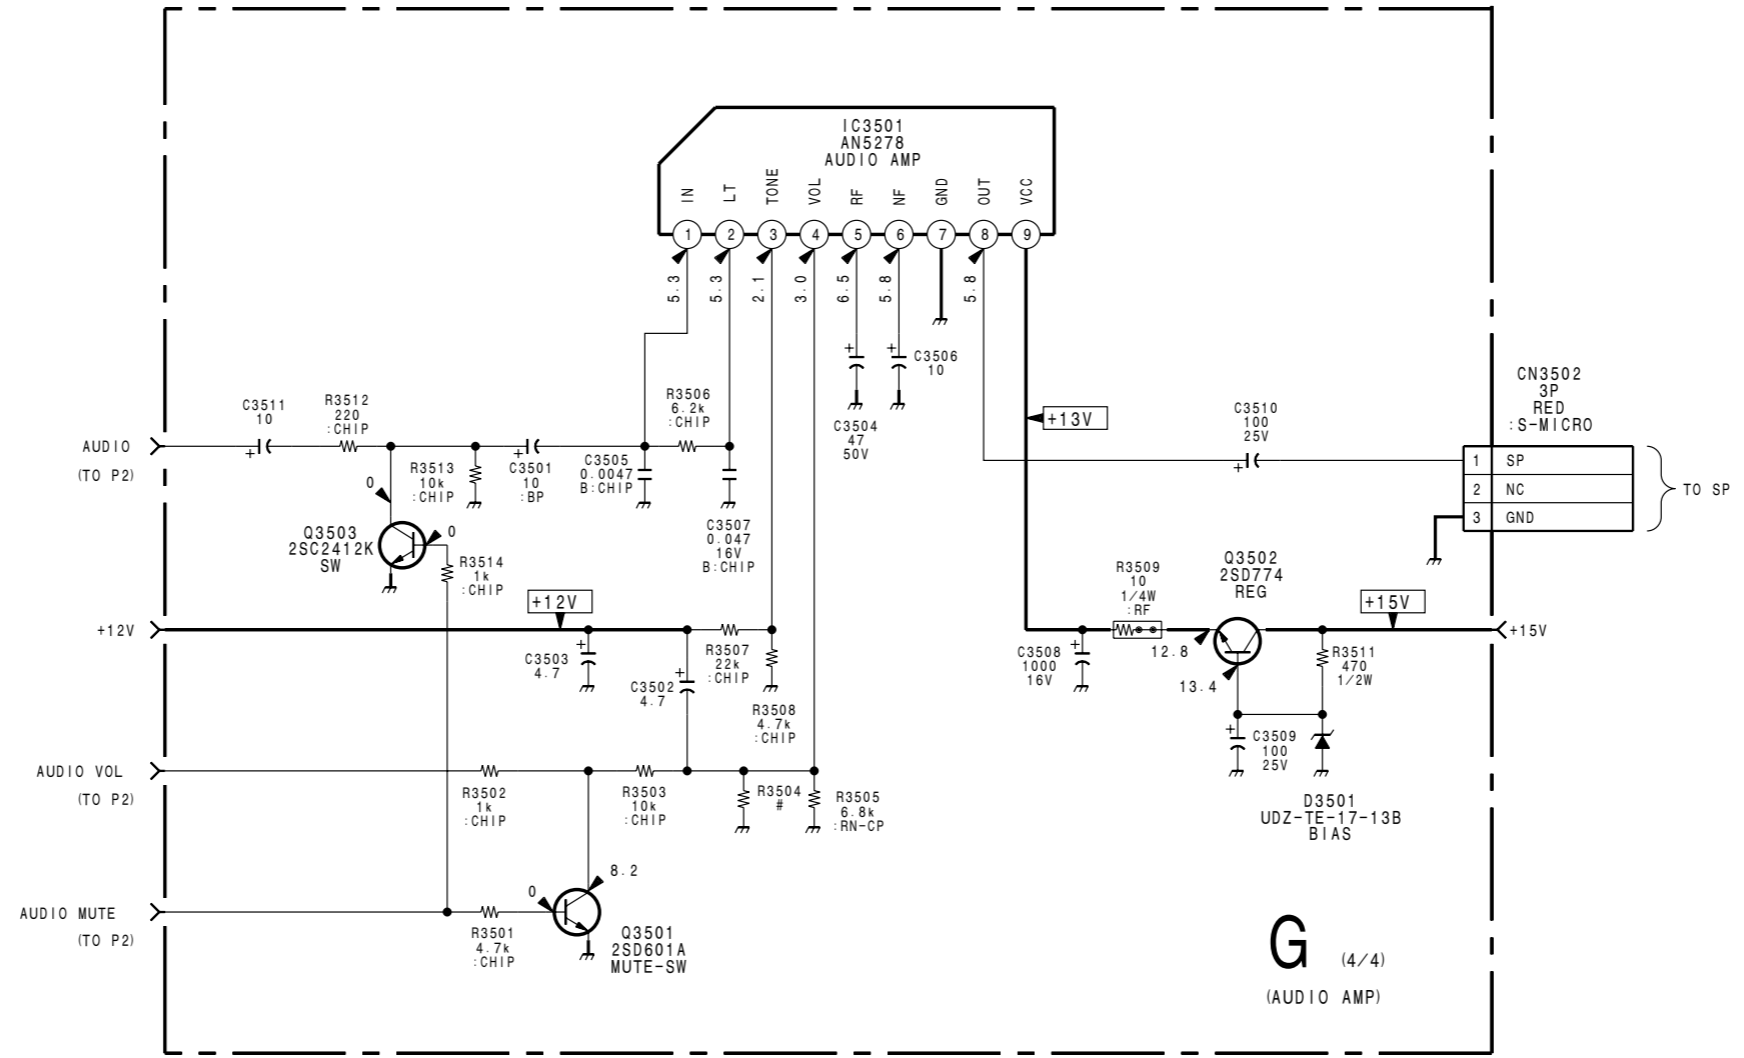 IC3501
AN5278
AUDIO AMP
IN
LT
TONE
VOL
RF
NF
GND
OUT
VCC
1
2
3
4
5
6
7
8
9
5.3
5.3
2.1
3.0
6.5
5.8
5.8
C3506
10
C3504
47
50V
+13V
CN3502
3P
RED
:S-MICRO
C3510
100
25V
+
1 SP
2 NC
3 GND
TO SP
AUDIO
(TO P2)
C3511
10
+
R3512
220
:CHIP
R3513
10k
:CHIP
C3501
10
:BP
+
C3505
0.0047
B:CHIP
R3506
6.2k
:CHIP
C3507
0.047
16V
B:CHIP
0
0
Q3503
2SC2412K
SW
R3514
1k
:CHIP
+12V
+12V
C3503
4.7
+
C3502
4.7
+
R3507
22k
:CHIP
R3508
4.7k
:CHIP
C3508
1000
16V
+
R3509
10
1/4W
:RF
Q3502
2SD774
REG
12.8
13.4
+15V
+15V
R3511
470
1/2W
+
C3509
100
25V
D3501
UDZ-TE-17-13B
BIAS
AUDIO VOL
(TO P2)
R3502
1k
:CHIP
R3503
10k
:CHIP
R3504
#
R3505
6.8k
:RN-CP
AUDIO MUTE
(TO P2)
R3501
4.7k
:CHIP
0
8.2
Q3501
2SD601A
MUTE-SW
G (4/4)
(AUDIO AMP)